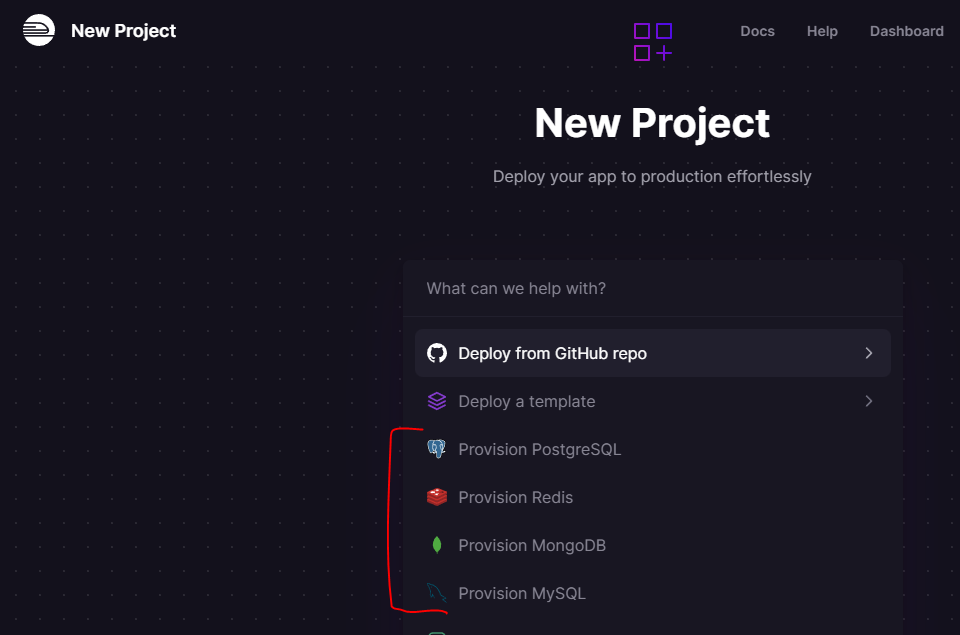 New Project
Docs
Help
Dashboard
New Project
Deploy your app to production effortlessly
What can we help with?
Deploy from GitHub repo
Deploy a template
Provision PostgreSQL
Provision Redis
Provision MongoDB
Provision MySQL